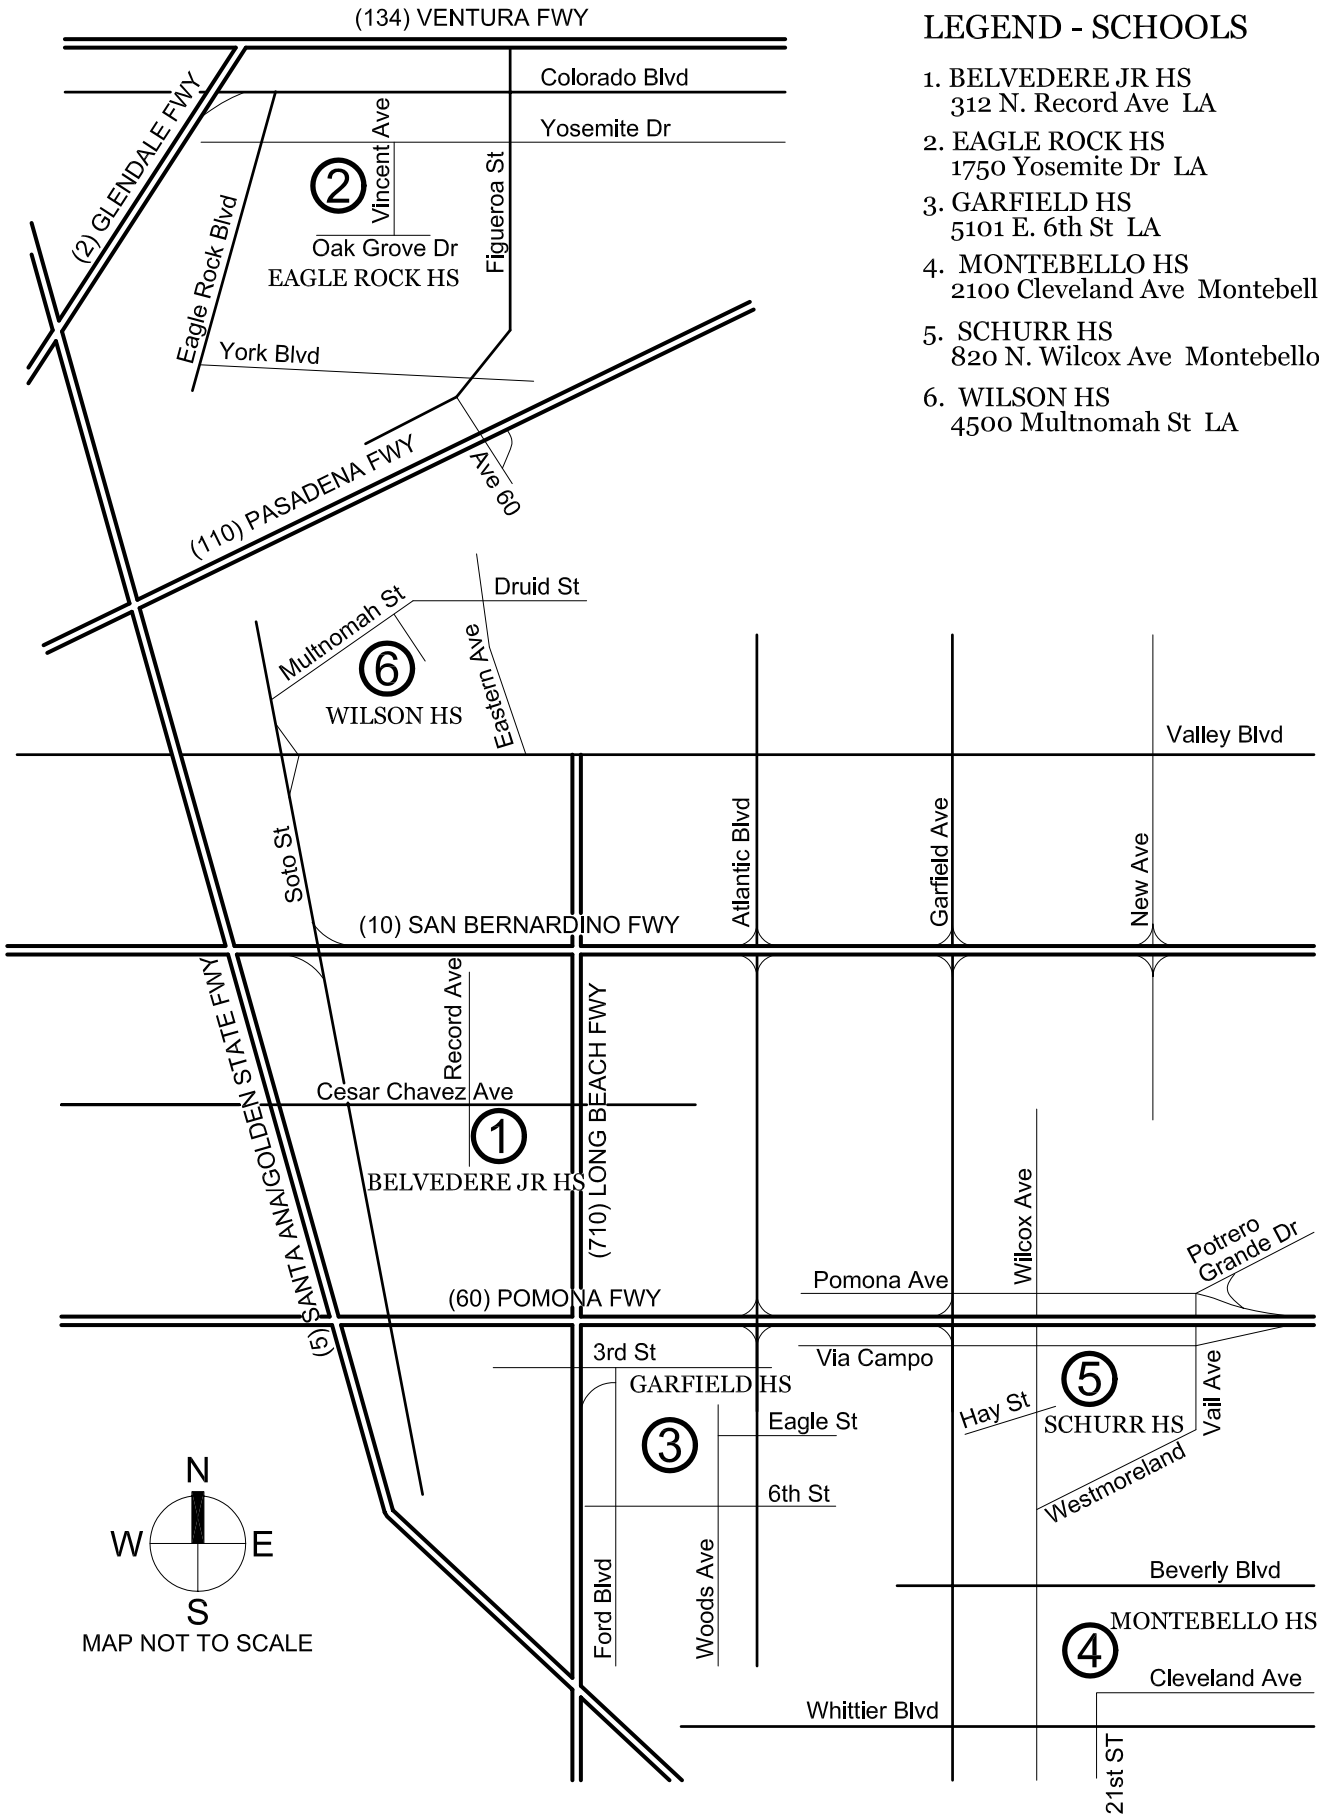 (134) VENTURA FWY
LEGEND - SCHOOLS
1. BELVEDERE JR HS
312 N. Record Ave LA
2. EAGLE ROCK HS
1750 Yosemite Dr LA
3. GARFIELD HS
5101 E. 6th St LA
4. MONTEBELLO HS
2100 Cleveland Ave Montebell
5. SCHURR HS
820 N. Wilcox Ave Montebello
6. WILSON HS
4500 Multnomah St LA
Colorado Blvd
Yosemite Dr
(2) GLENDALE FWY
Vincent Ave
2
Eagle Rock Blvd
Figueroa St
Oak Grove Dr
EAGLE ROCK HS
York Blvd
(110) PASADENA FWY
Ave 60
Druid St
Multnomah St
Eastern Ave
6
WILSON HS
Valley Blvd
Soto St
Atlantic Blvd
Garfield Ave
New Ave
(10) SAN BERNARDINO FWY
(5) SANTA ANA/GOLDEN STATE FWY
Record Ave
(710) LONG BEACH FWY
Cesar Chavez Ave
1
BELVEDERE JR HS
Wilcox Ave
Potrero
Grande Dr
Pomona Ave
(60) POMONA FWY
3rd St
Via Campo
GARFIELD HS
5
Vail Ave
Hay St
SCHURR HS
Eagle St
3
Westmoreland
6th St
N
W
E
S
MAP NOT TO SCALE
Ford Blvd
Woods Ave
Beverly Blvd
MONTEBELLO HS
4
Cleveland Ave
Whittier Blvd
21st ST